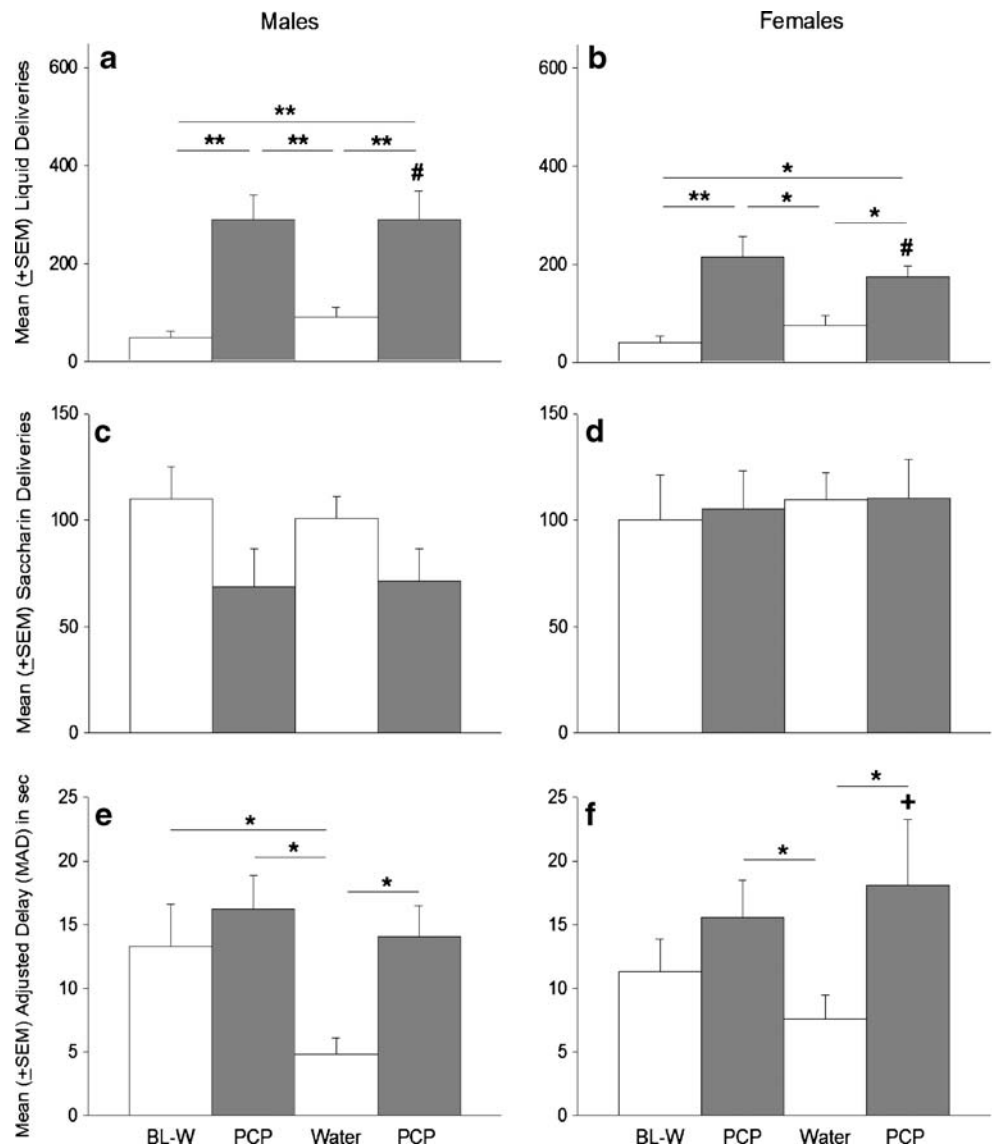 Males
Females
a
b
Mean (±SEM) Liquid Deliveries
600
400
200
0
**
** ** **
#
600
400
200
0
*
** * *
#
c
d
Mean (±SEM) Saccharin Deliveries
150
100
50
0
150
100
50
0
e
f
Mean (±SEM) Adjusted Delay (MAD) in sec
25
20
15
10
5
0
*
*
*
25
20
15
10
5
0
*
+
*
BL-W PCP Water PCP
BL-W PCP Water PCP